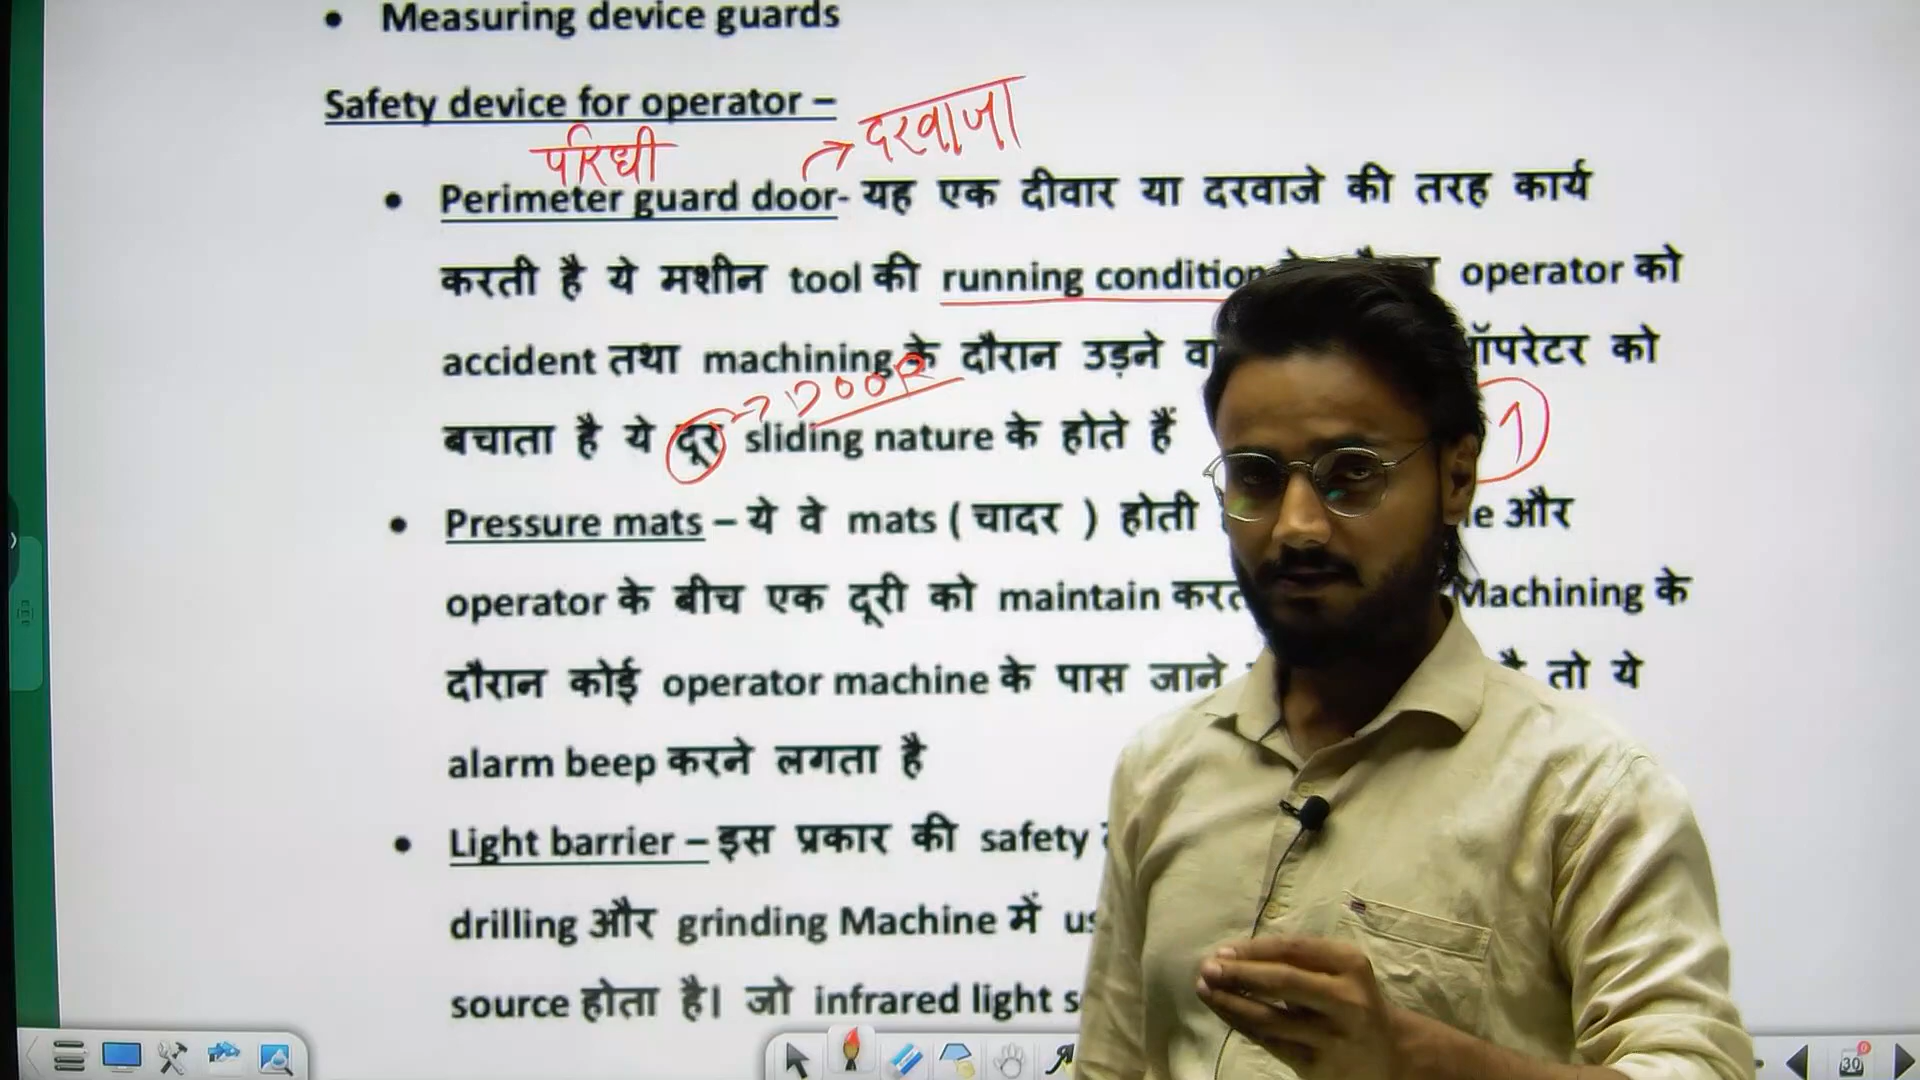 Measuring device guards
Safety device for operator –
दरवाजा
परिधी
Perimeter guard door- यह एक दीवार या दरवाजे की तरह कार्य
करती है ये मशीन tool की running condition operator को
accident तथा machining के दौरान उड़ने ऑपरेटर को
DOOR
बचाता है ये दूर sliding nature के होते हैं
1
Pressure mats – ये वे mats ( चादर ) होती और
operator के बीच एक दूरी को maintain Machining के
दौरान कोई operator machine के पास जाने तो ये
alarm beep करने लगता है
Light barrier – इस प्रकार की safety
drilling और grinding Machine में
source होता है। जो infrared light
30